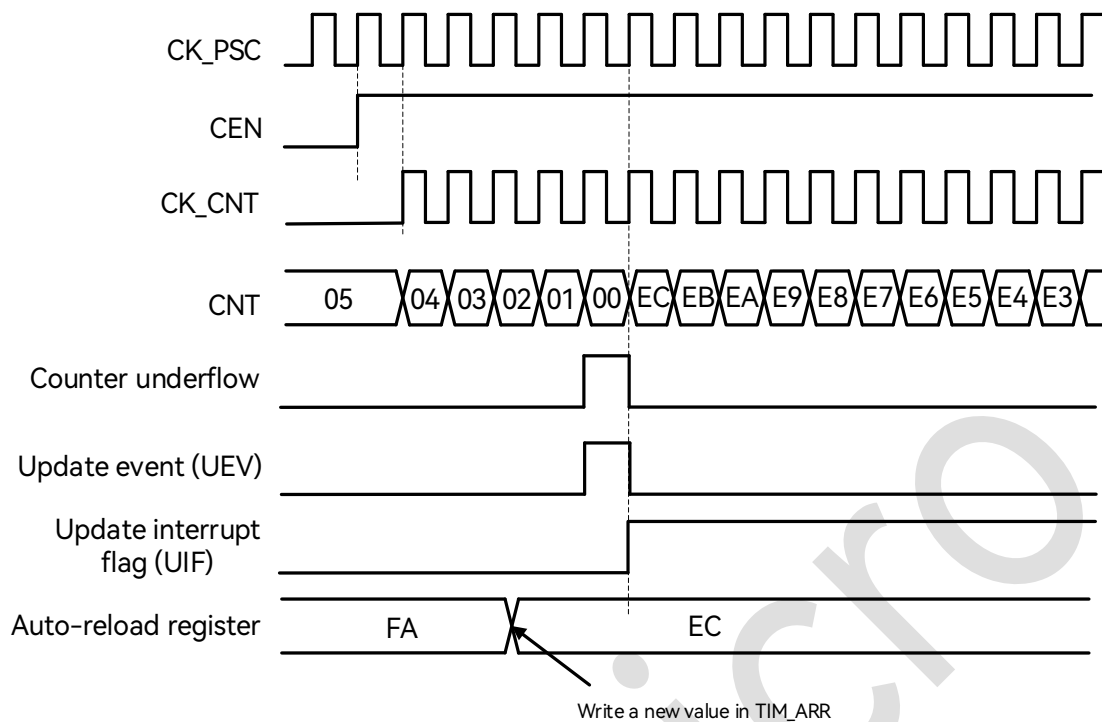 CK_PSC
CEN
CK_CNT
CNT 05 04 03 02 01 00 EC EB EA E9 E8 E7 E6 E5 E4 E3
Counter underflow
Update event (UEV)
Update interrupt
flag (UIF)
Auto-reload register FA EC
Write a new value in TIM_ARR
icro